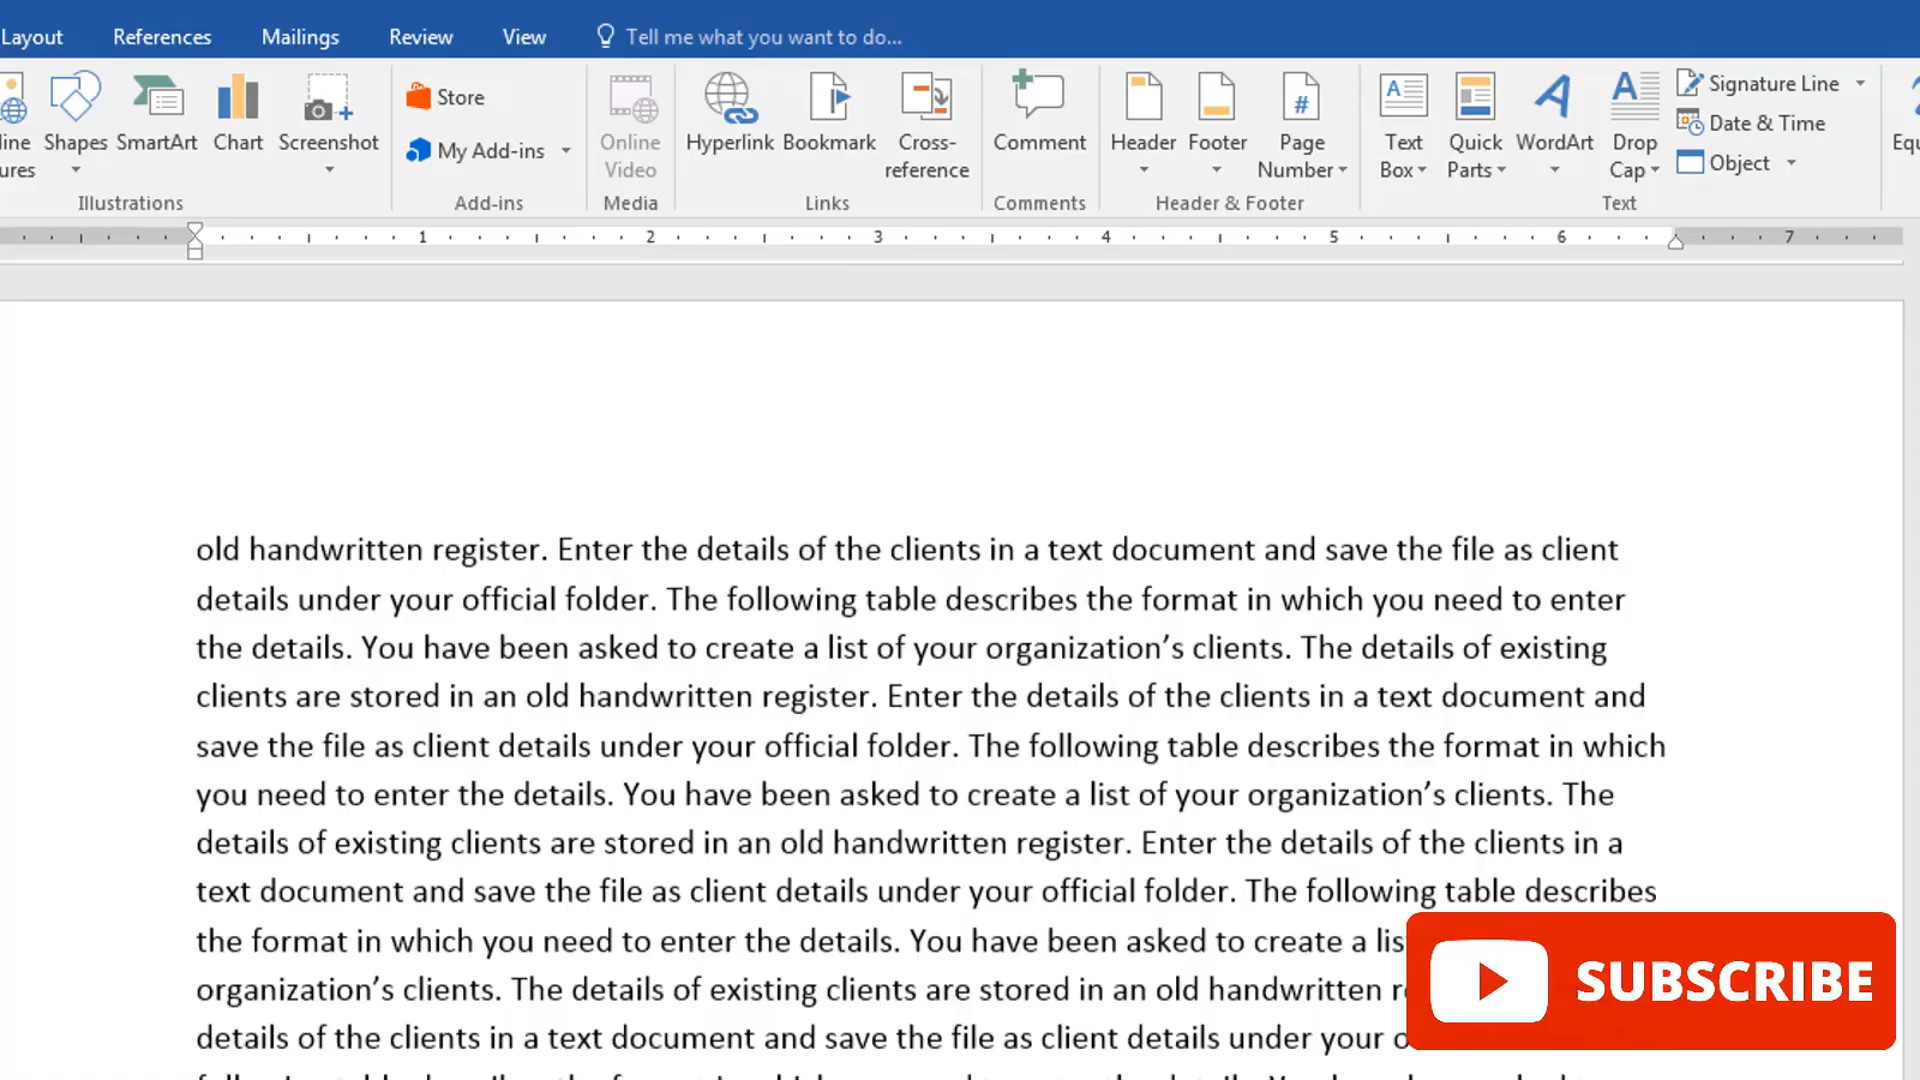 Layout References Mailings Review View Tell me what you want to do...
Shapes SmartArt Chart Screenshot
Illustrations
Store
My Add-ins
Add-ins
Online Video
Media
Hyperlink Bookmark Cross-reference
Links
Comment
Comments
Header Footer Page Number
Header & Footer
Text Box Quick Parts WordArt Drop Cap
Signature Line
Date & Time
Object
Text
1 2 3 4 5 6 7
old handwritten register. Enter the details of the clients in a text document and save the file as client
details under your official folder. The following table describes the format in which you need to enter
the details. You have been asked to create a list of your organization’s clients. The details of existing
clients are stored in an old handwritten register. Enter the details of the clients in a text document and
save the file as client details under your official folder. The following table describes the format in which
you need to enter the details. You have been asked to create a list of your organization’s clients. The
details of existing clients are stored in an old handwritten register. Enter the details of the clients in a
text document and save the file as client details under your official folder. The following table describes
the format in which you need to enter the details. You have been asked to create a
organization’s clients. The details of existing clients are stored in an old handwritten
details of the clients in a text document and save the file as client details under your
SUBSCRIBE